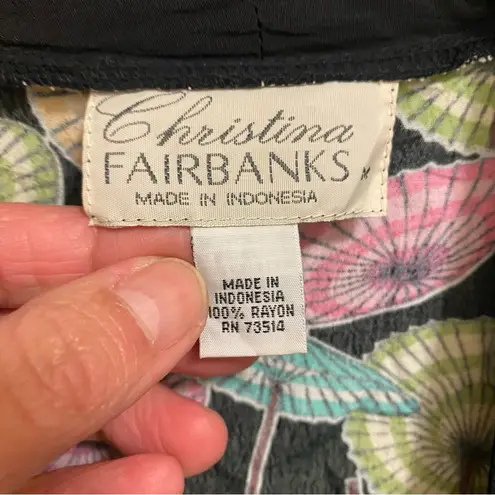 Christina
FAIRBANKS M
MADE IN INDONESIA
MADE IN
INDONESIA
100% RAYON
RN 73514